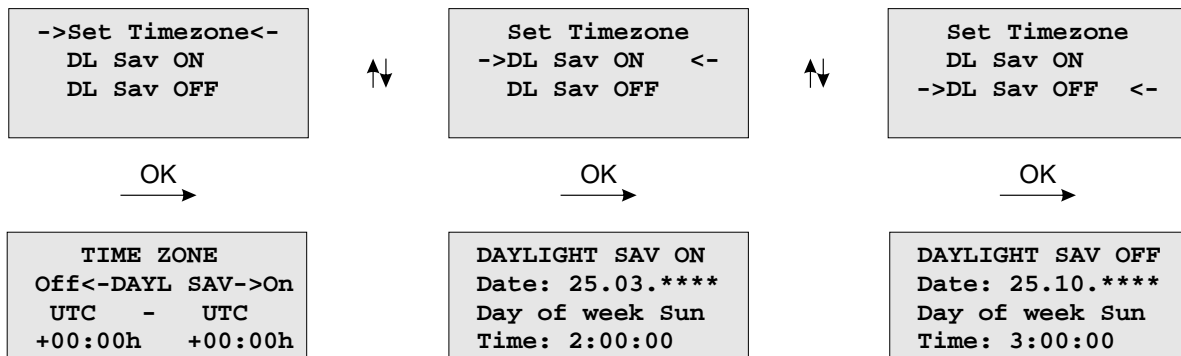 ->Set Timezone<-
DL Sav ON
DL Sav OFF
Set Timezone
->DL Sav ON <-
DL Sav OFF
Set Timezone
DL Sav ON
->DL Sav OFF <-
OK
OK
OK
TIME ZONE
Off<-DAYL SAV->On
UTC - UTC
+00:00h +00:00h
DAYLIGHT SAV ON
Date: 25.03.****
Day of week Sun
Time: 2:00:00
DAYLIGHT SAV OFF
Date: 25.10.****
Day of week Sun
Time: 3:00:00